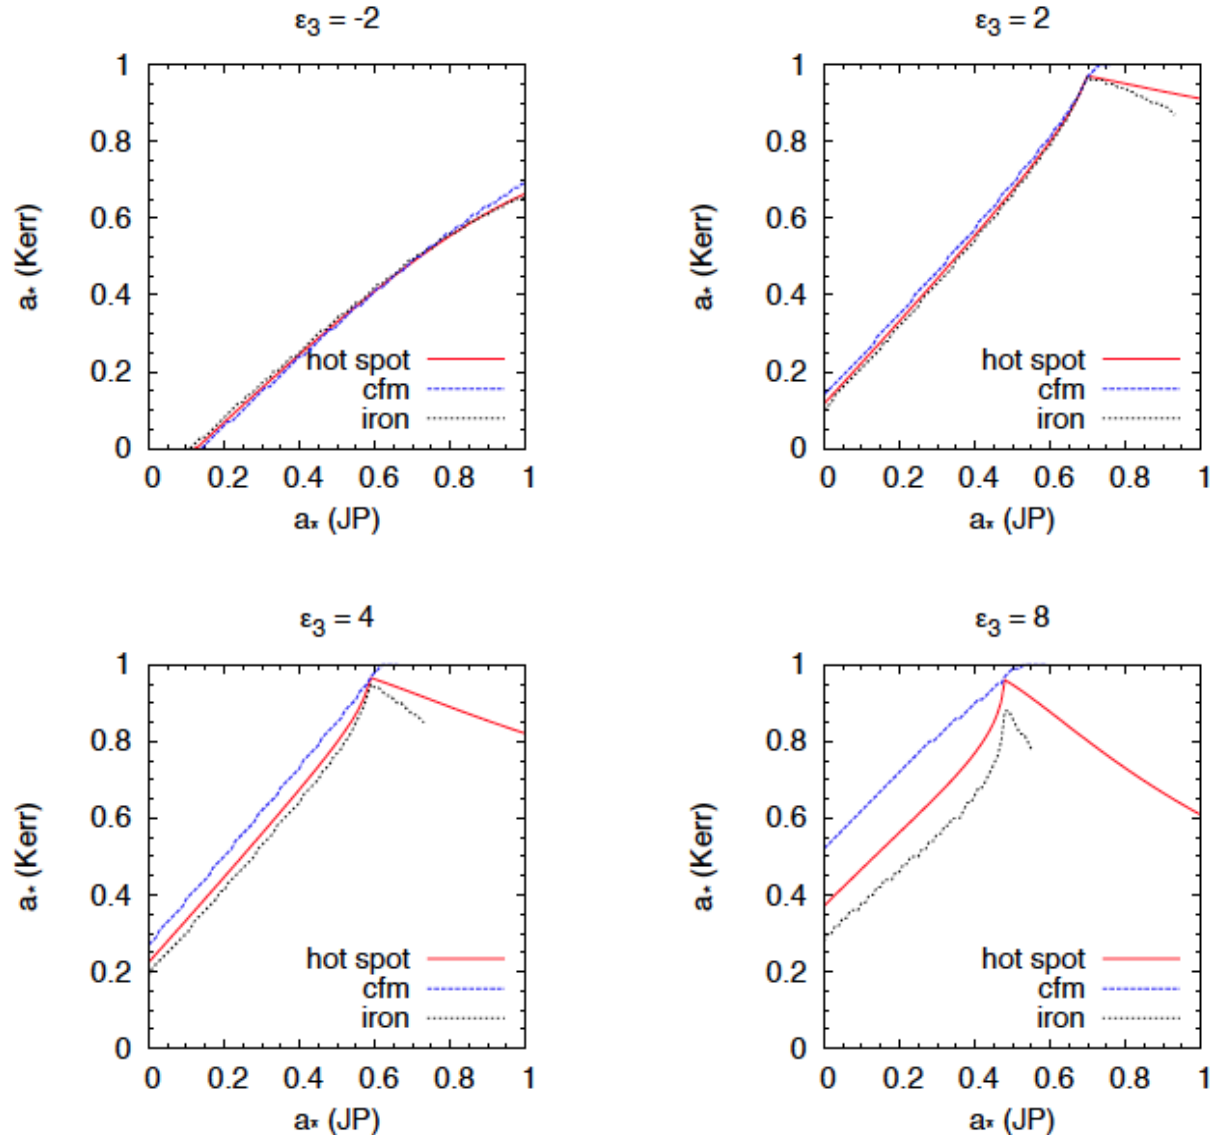 ε3 = -2
1
0.8
0.6
0.4
0.2
0
a* (Kerr)
hot spot
cfm
iron
0 0.2 0.4 0.6 0.8 1
a* (JP)
ε3 = 2
1
0.8
0.6
0.4
0.2
0
a* (Kerr)
hot spot
cfm
iron
0 0.2 0.4 0.6 0.8 1
a* (JP)
ε3 = 4
1
0.8
0.6
0.4
0.2
0
a* (Kerr)
hot spot
cfm
iron
0 0.2 0.4 0.6 0.8 1
a* (JP)
ε3 = 8
1
0.8
0.6
0.4
0.2
0
a* (Kerr)
hot spot
cfm
iron
0 0.2 0.4 0.6 0.8 1
a* (JP)